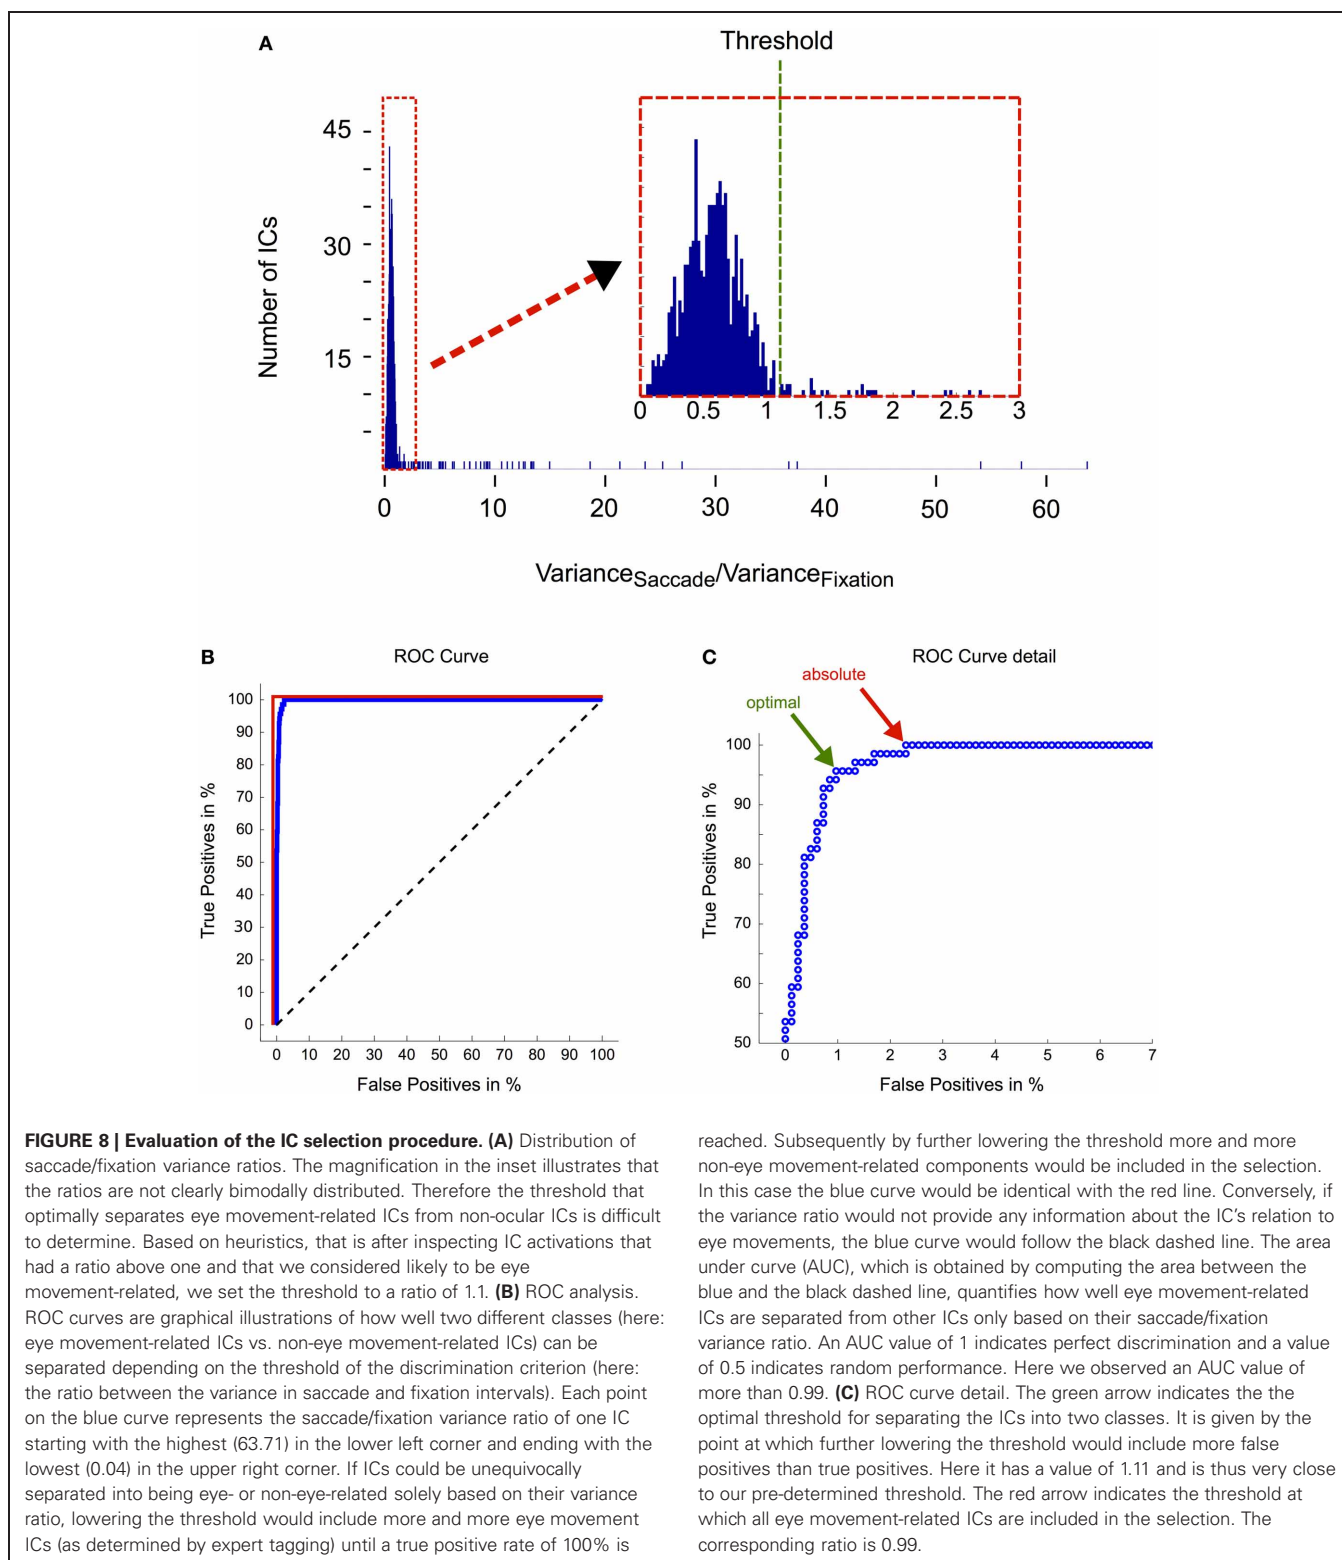 A
Threshold
45
30
15
Number of ICs
0 0.5 1 1.5 2 2.5 3
0 10 20 30 40 50 60
VarianceSaccade/VarianceFixation
B
ROC Curve
100
90
80
70
60
50
40
30
20
10
0
True Positives in %
0 10 20 30 40 50 60 70 80 90 100
False Positives in %
C
ROC Curve detail
absolute
optimal
100
90
80
70
60
50
True Positives in %
0 1 2 3 4 5 6 7
False Positives in %
FIGURE 8 | Evaluation of the IC selection procedure. (A) Distribution of
saccade/fixation variance ratios. The magnification in the inset illustrates that
the ratios are not clearly bimodally distributed. Therefore the threshold that
optimally separates eye movement-related ICs from non-ocular ICs is difficult
to determine. Based on heuristics, that is after inspecting IC activations that
had a ratio above one and that we considered likely to be eye
movement-related, we set the threshold to a ratio of 1.1. (B) ROC analysis.
ROC curves are graphical illustrations of how well two different classes (here:
eye movement-related ICs vs. non-eye movement-related ICs) can be
separated depending on the threshold of the discrimination criterion (here:
the ratio between the variance in saccade and fixation intervals). Each point
on the blue curve represents the saccade/fixation variance ratio of one IC
starting with the highest (63.71) in the lower left corner and ending with the
lowest (0.04) in the upper right corner. If ICs could be unequivocally
separated into being eye- or non-eye-related solely based on their variance
ratio, lowering the threshold would include more and more eye movement
ICs (as determined by expert tagging) until a true positive rate of 100% is
reached. Subsequently by further lowering the threshold more and more
non-eye movement-related components would be included in the selection.
In this case the blue curve would be identical with the red line. Conversely, if
the variance ratio would not provide any information about the IC's relation to
eye movements, the blue curve would follow the black dashed line. The area
under curve (AUC), which is obtained by computing the area between the
blue and the black dashed line, quantifies how well eye movement-related
ICs are separated from other ICs only based on their saccade/fixation
variance ratio. An AUC value of 1 indicates perfect discrimination and a value
of 0.5 indicates random performance. Here we observed an AUC value of
more than 0.99. (C) ROC curve detail. The green arrow indicates the the
optimal threshold for separating the ICs into two classes. It is given by the
point at which further lowering the threshold would include more false
positives than true positives. Here it has a value of 1.11 and is thus very close
to our pre-determined threshold. The red arrow indicates the threshold at
which all eye movement-related ICs are included in the selection. The
corresponding ratio is 0.99.